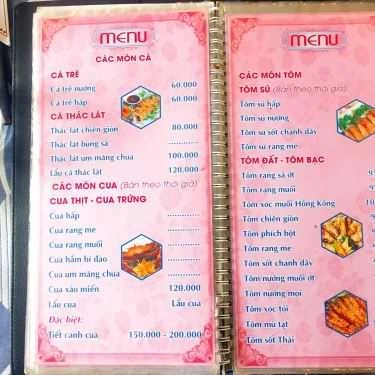 MENU
CÁC MÓN CÁ
CÁ TRÊ
Cá trê nướng 60.000
Cá trê hấp 60.000
CÁ THÁC LÁT
Thác lát chiên giòn 80.000
Thác lát bung sả ............
Thác lát um măng chua 100.000
Lẩu cá thác lát 120.000
CÁC MÓN CUA (Bán theo thời giá)
CUA THỊT - CUA TRỨNG
Cua hấp ............
Cua rang me ............
Cua rang muối ............
Cua hầm bí đao ............
Cua um măng chua ............
Cua xào miến 120.000
Lẩu cua Lẩu cua
Đặc biệt:
Tiết canh cua 150.000 - 200.000
MENU
CÁC MÓN TÔM
TÔM SÚ (Bán theo thời giá)
Tôm sú hấp
Tôm sú nướng
Tôm sú sốt chanh dây
Tôm sú rang me
TÔM ĐẤT - TÔM BẠC
Tôm rang sả ớt
Tôm rang muối
Tôm xóc muối Hồng Kông
Tôm chiên giòn
Tôm phích bột
Tôm rang me
Tôm sốt chanh dây
Tôm nướng muối ớt
Tôm nướng mọi
Tôm xóc tỏi
Tôm mù tạt
Tôm sốt Thái